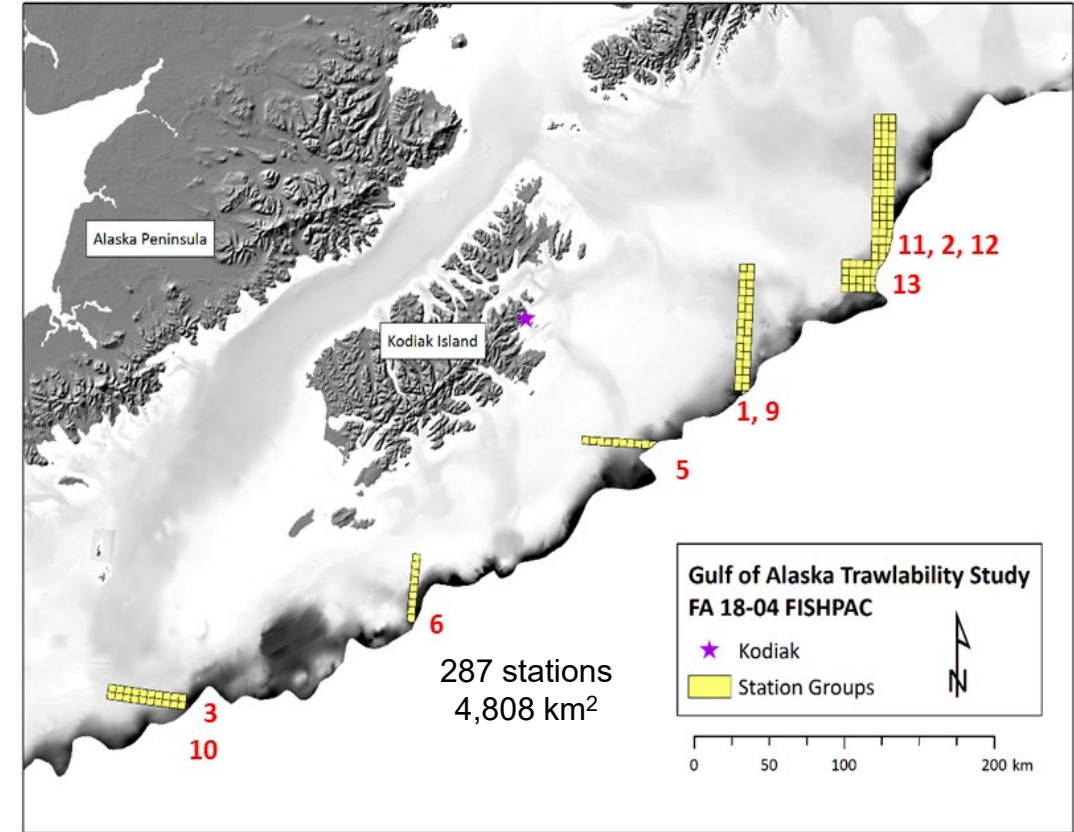 Alaska Peninsula
11, 2, 12
13
Kodiak Island
1, 9
5
6
287 stations
4,808 km²
3
10
Gulf of Alaska Trawlability Study
FA 18-04 FISHPAC
Kodiak
Station Groups
N
0 50 100 200 km